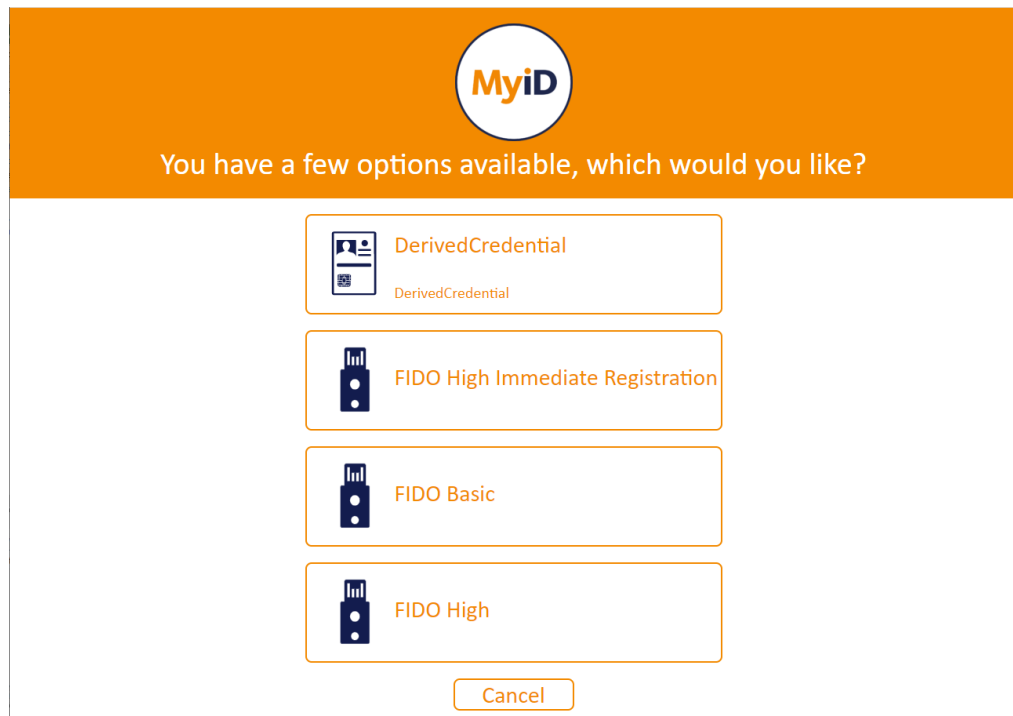 MyiD
You have a few options available, which would you like?
DerivedCredential
DerivedCredential
FIDO High Immediate Registration
FIDO Basic
FIDO High
Cancel